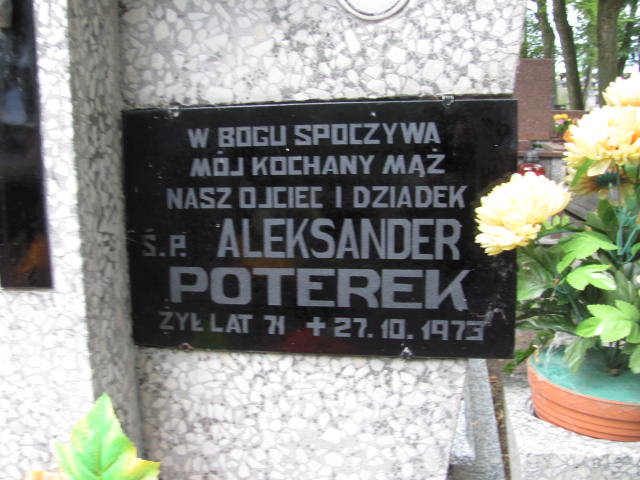 W BOGU SPOCZYWA
MÓJ KOCHANY MĄŻ
NASZ OJCIEC I DZIADEK
Ś.P. ALEKSANDER
POTEREK
ŻYŁ LAT 71 + 27.10.1973